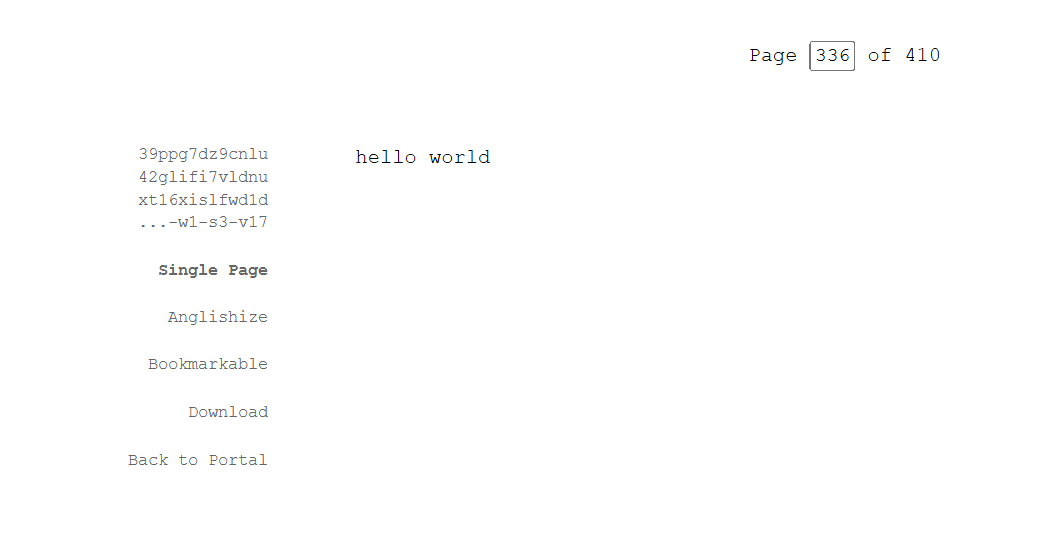 Page 336 of 410
39ppg7dz9cnlu
42glifi7vldnu
xt16xislfwd1d
...-w1-s3-v17
hello world
Single Page
Anglishize
Bookmarkable
Download
Back to Portal